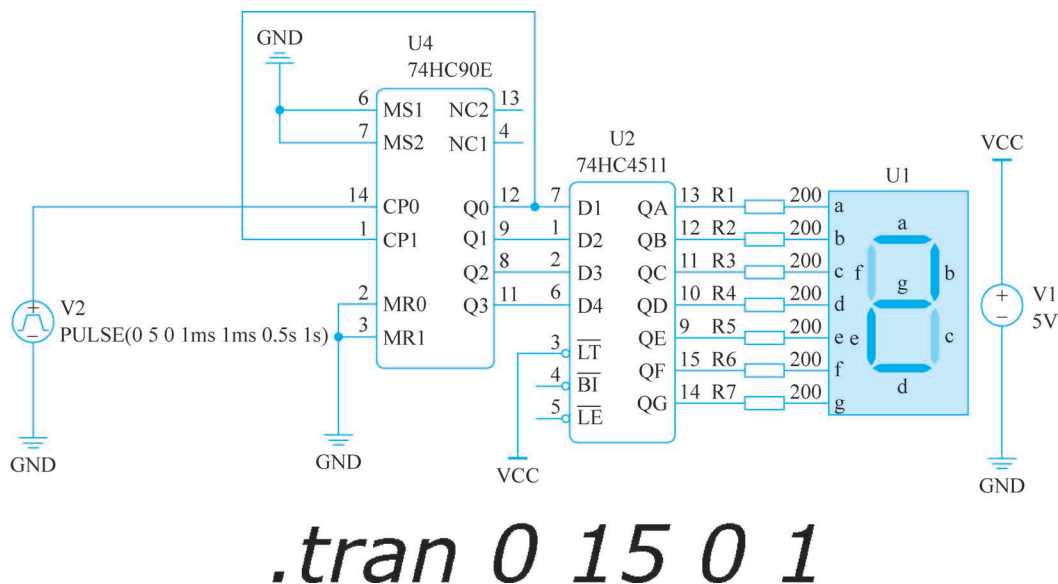 GND
U4
74HC90E
6 MS1 NC2 13
7 MS2 NC1 4
14 CP0 Q0 12
1 CP1 Q1 9
Q2 8
2 MR0 Q3 11
3 MR1
V2
PULSE(0 5 0 1ms 1ms 0.5s 1s)
GND
GND
U2
74HC4511
7 D1 QA 13 R1 200
1 D2 QB 12 R2 200
2 D3 QC 11 R3 200
6 D4 QD 10 R4 200
QE 9 R5 200
3 LT QF 15 R6 200
4 BI QG 14 R7 200
5 LE
VCC
U1
a
b
c
d
e
f
g
a
b
c
d
e
f
g
VCC
V1
5V
GND
.tran 0 15 0 1